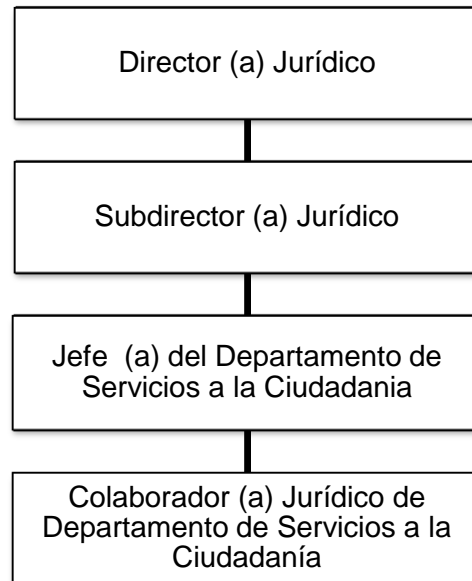 Director (a) Jurídico
Subdirector (a) Jurídico
Jefe (a) del Departamento de
Servicios a la Ciudadania
Colaborador (a) Jurídico de
Departamento de Servicios a la
Ciudadanía